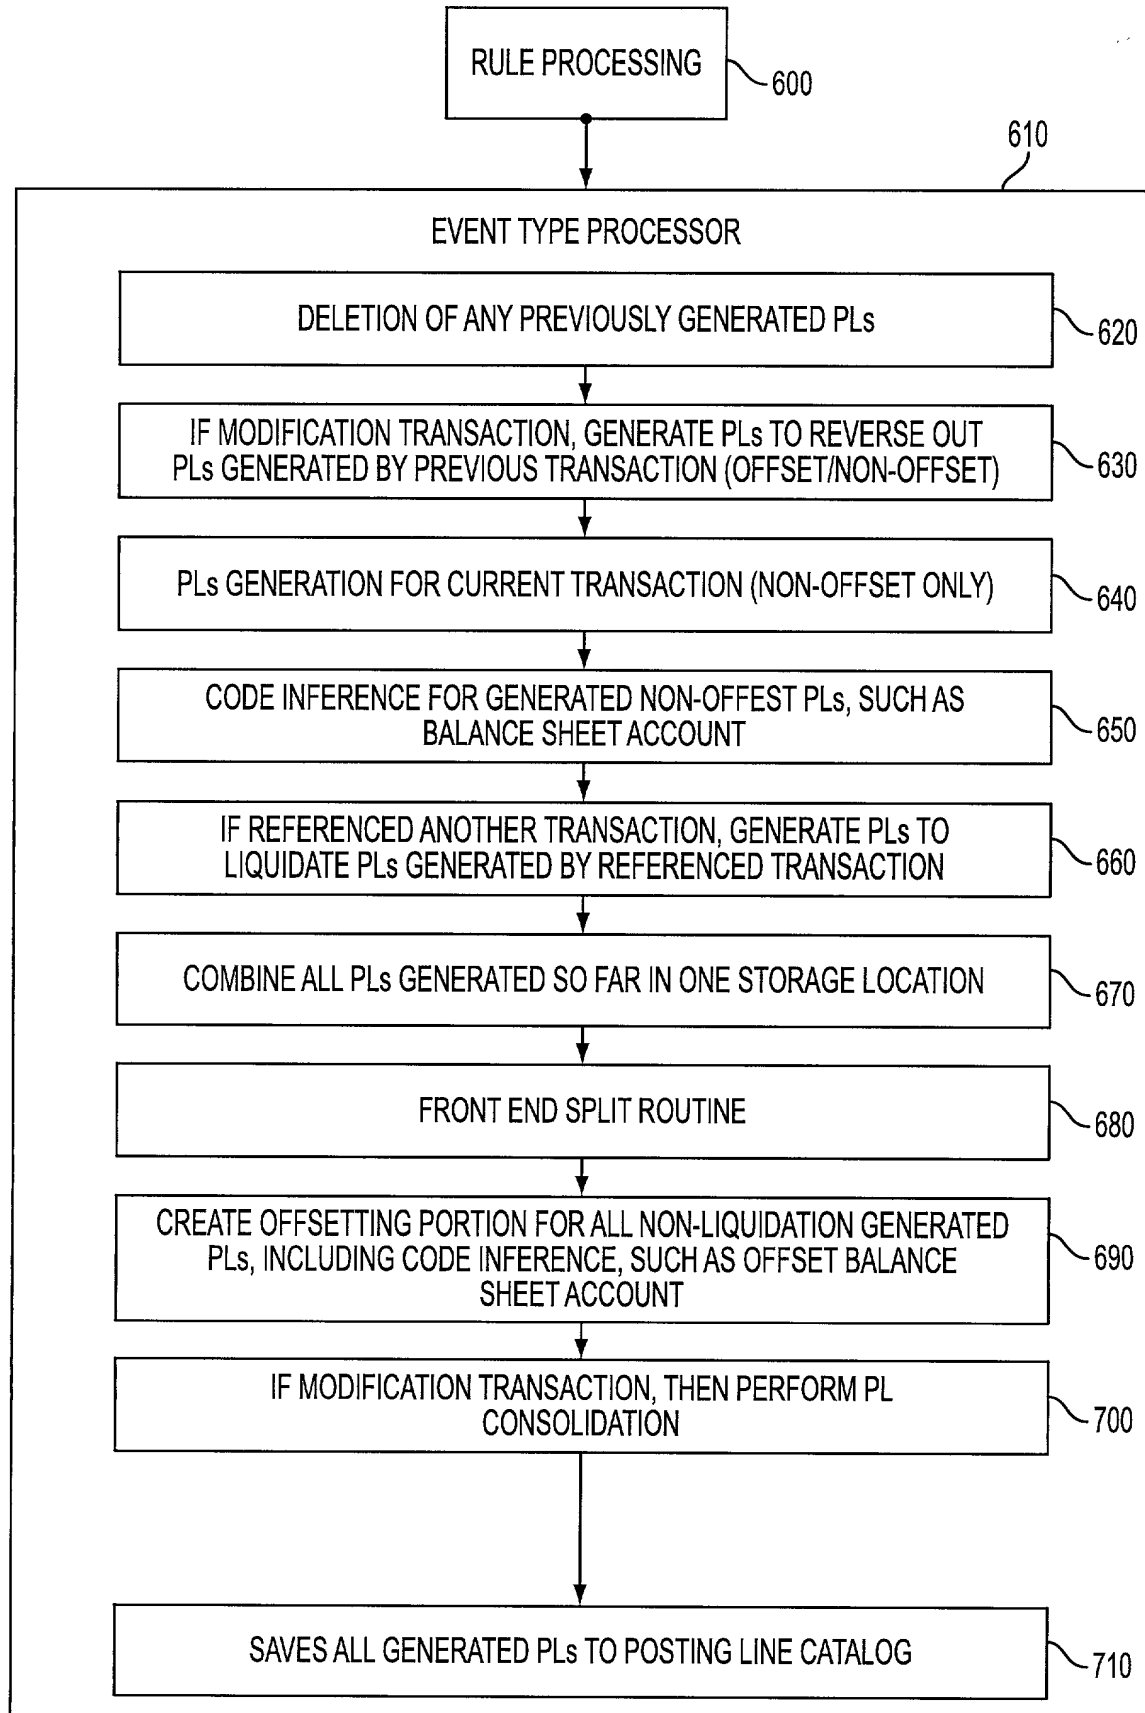 RULE PROCESSING
600
610
EVENT TYPE PROCESSOR
DELETION OF ANY PREVIOUSLY GENERATED PLs
620
IF MODIFICATION TRANSACTION, GENERATE PLs TO REVERSE OUT
PLs GENERATED BY PREVIOUS TRANSACTION (OFFSET/NON-OFFSET)
630
PLs GENERATION FOR CURRENT TRANSACTION (NON-OFFSET ONLY)
640
CODE INFERENCE FOR GENERATED NON-OFFEST PLs, SUCH AS
BALANCE SHEET ACCOUNT
650
IF REFERENCED ANOTHER TRANSACTION, GENERATE PLs TO
LIQUIDATE PLs GENERATED BY REFERENCED TRANSACTION
660
COMBINE ALL PLs GENERATED SO FAR IN ONE STORAGE LOCATION
670
FRONT END SPLIT ROUTINE
680
CREATE OFFSETTING PORTION FOR ALL NON-LIQUIDATION GENERATED
PLs, INCLUDING CODE INFERENCE, SUCH AS OFFSET BALANCE
SHEET ACCOUNT
690
IF MODIFICATION TRANSACTION, THEN PERFORM PL
CONSOLIDATION
700
SAVES ALL GENERATED PLs TO POSTING LINE CATALOG
710